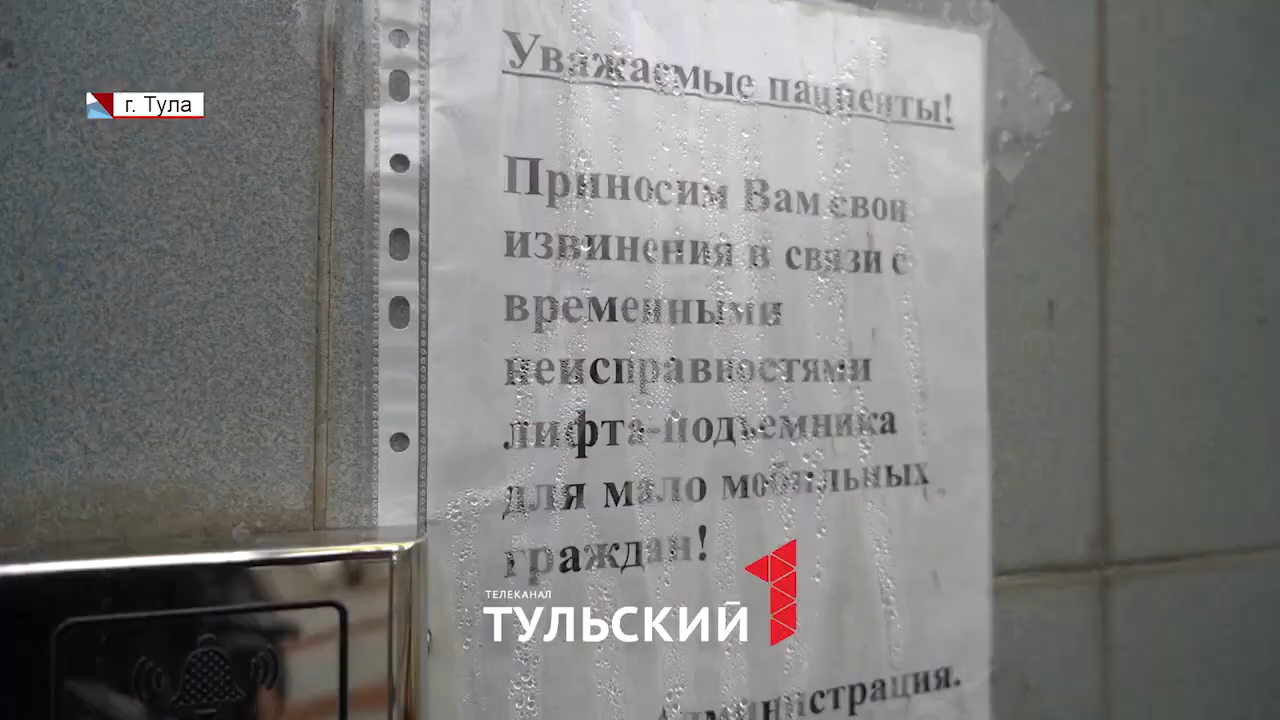 г. Тула
Уважаемые пациенты!
Приносим Вам свои
извинения в связи с
временными
неисправностями
лифта-подъемника
для мало мобильных
граждан!
ТЕЛЕКАНАЛ
ТУЛЬСКИЙ 1
Администрация.